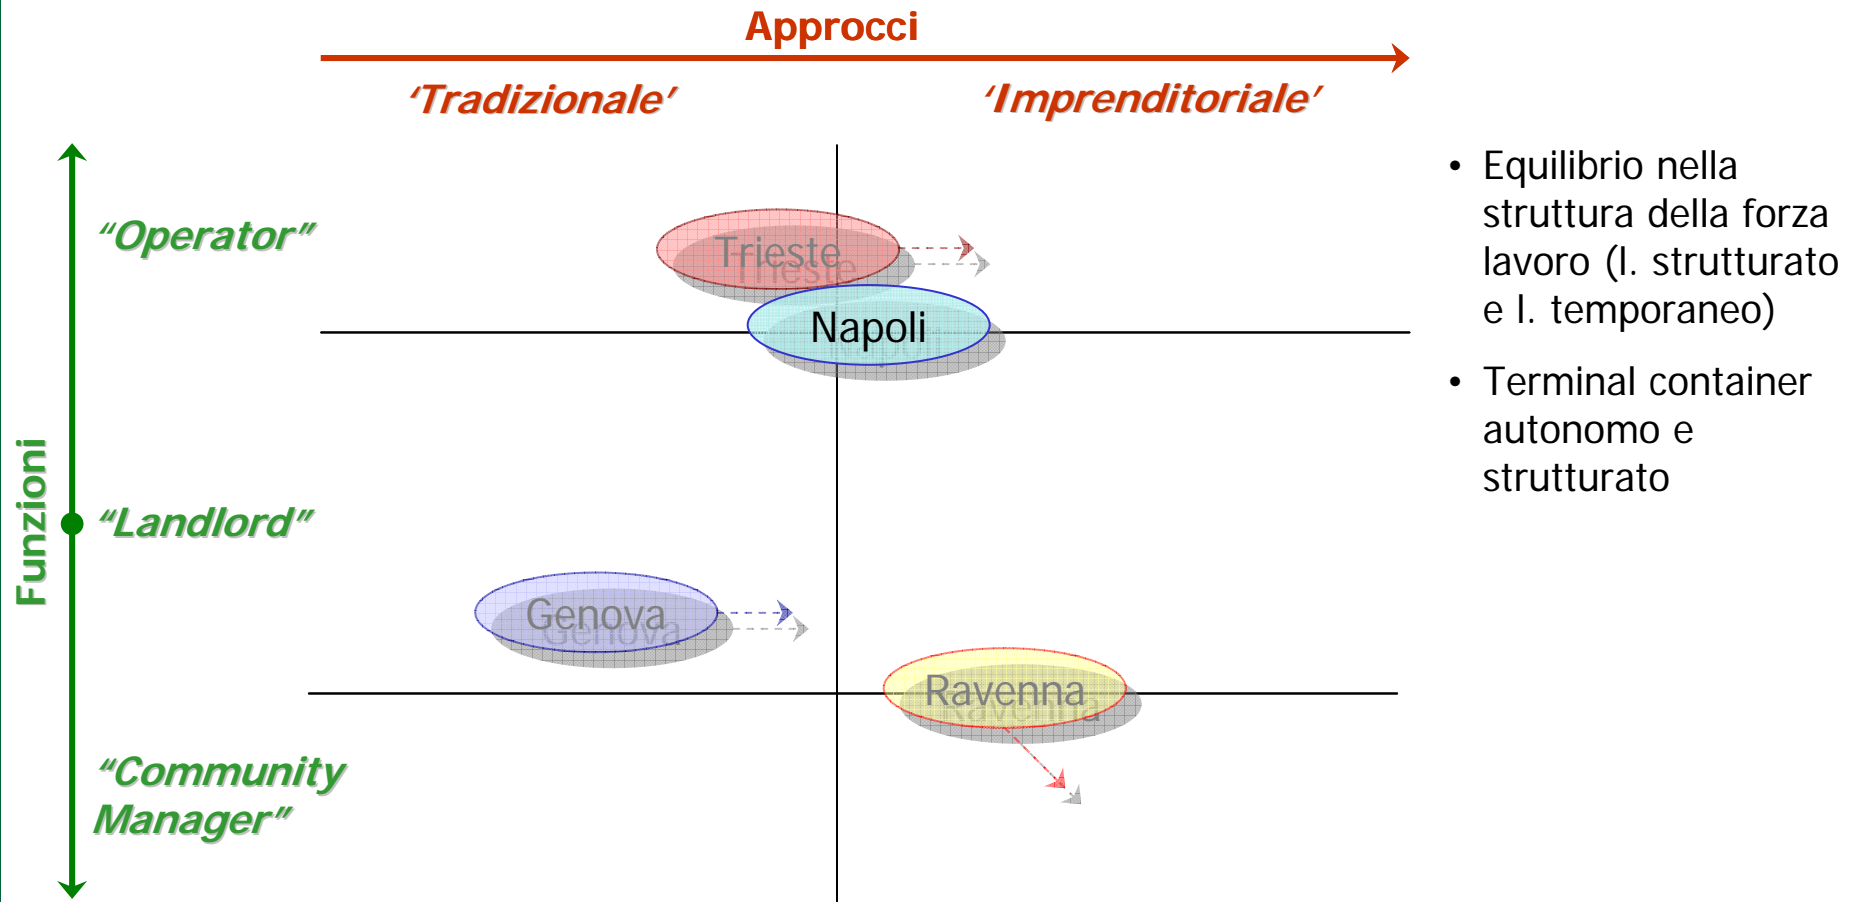 Approcci
‘Tradizionale’
‘Imprenditoriale’
Funzioni
“Operator”
“Landlord”
“Community
Manager”
Trieste
Napoli
Genova
Ravenna
• Equilibrio nella
struttura della forza
lavoro (l. strutturato
e l. temporaneo)
• Terminal container
autonomo e
strutturato